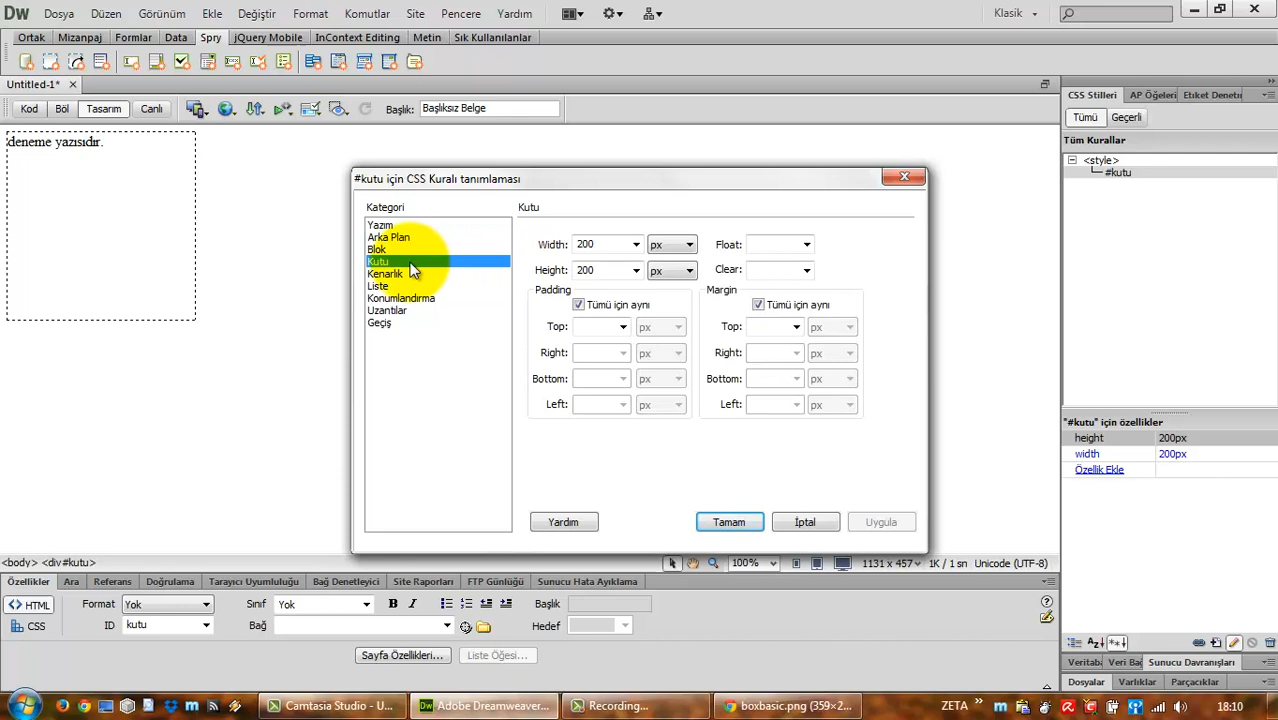 Dw Dosya Düzen Görünüm Ekle Değiştir Format Komutlar Site Pencere Yardım Klasik
Ortak Mizanpaj Formlar Data Spry jQuery Mobile InContext Editing Metin Sık Kullanılanlar
Untitled-1*
Kod Böl Tasarım Canlı Başlık: Başlıksız Belge
deneme yazısıdır.
CSS Stilleri AP Öğeleri Etiket Denetı
Tümü Geçerli
Tüm Kurallar
<style>
#kutu
#kutu için CSS Kuralı tanımlaması
Kategori
Yazım
Arka Plan
Blok
Kutu
Kenarlık
Liste
Konumlandırma
Uzantılar
Geçiş
Kutu
Width: 200 px Float:
Height: 200 px Clear:
Padding Margin
Tümü için aynı Tümü için aynı
Top: px Top: px
Right: px Right: px
Bottom: px Bottom: px
Left: px Left: px
Yardım Tamam İptal Uygula
"#kutu" için özellikler
height 200px
width 200px
Özellik Ekle
<body> <div#kutu> 100% 1131 x 457 1K / 1 sn Unicode (UTF-8)
Özellikler Ara Referans Doğrulama Tarayıcı Uyumluluğu Bağ Denetleyici Site Raporları FTP Günlüğü Sunucu Hata Ayıklama
<> HTML Format Yok Sınıf Yok B I Başlık
CSS ID kutu Bağ Hedef
Sayfa Özellikleri... Liste Öğesi...
Veritaba Veri Bağ Sunucu Davranışları
Dosyalar Varlıklar Parçacıklar
Camtasia Studio - U... Adobe Dreamweaver... Recording... boxbasic.png (359×2... ZETA » 18:10